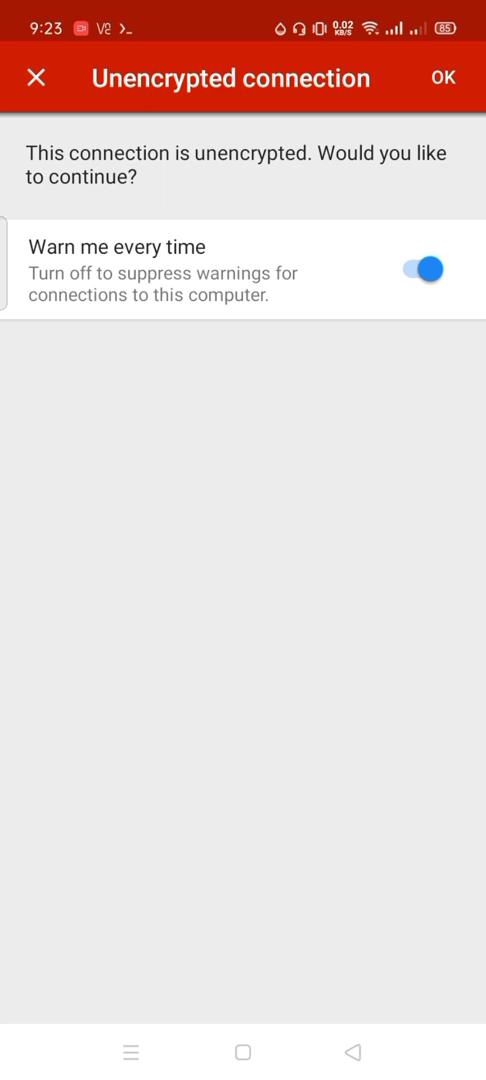 9:23 V2 >_ 0.02 KB/S 85
Unencrypted connection OK
This connection is unencrypted. Would you like
to continue?
Warn me every time
Turn off to suppress warnings for
connections to this computer.